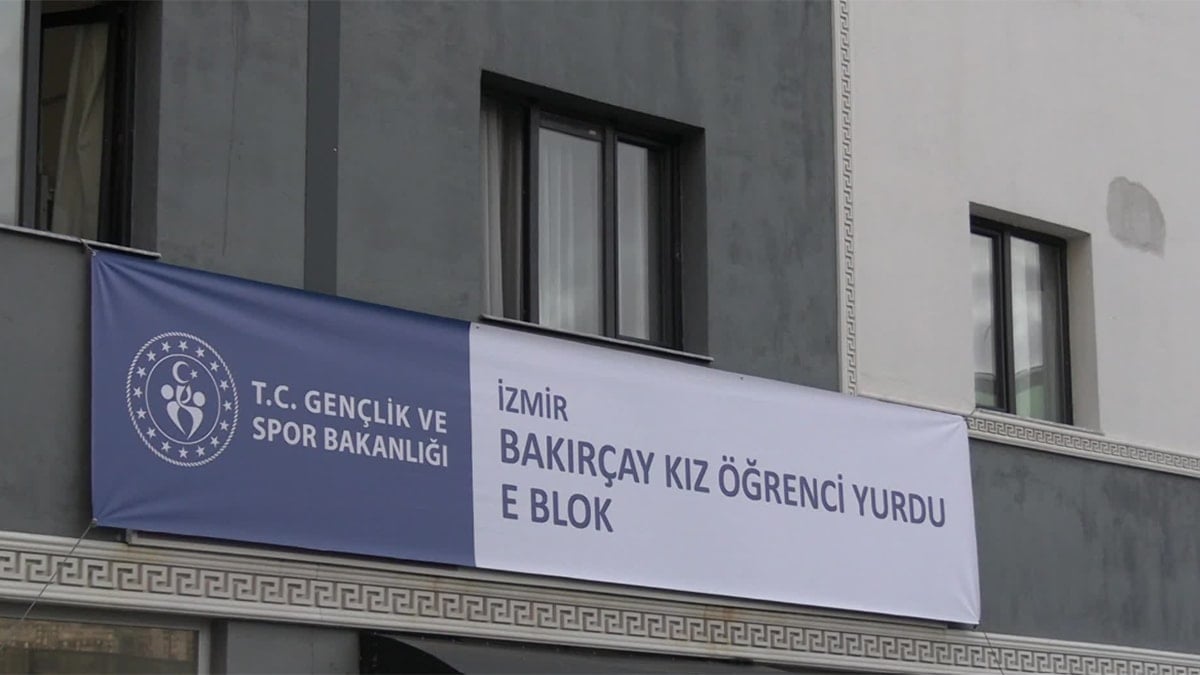 T.C. GENÇLİK VE
SPOR BAKANLIĞI
İZMİR
BAKIRÇAY KIZ ÖĞRENCİ YURDU
E BLOK